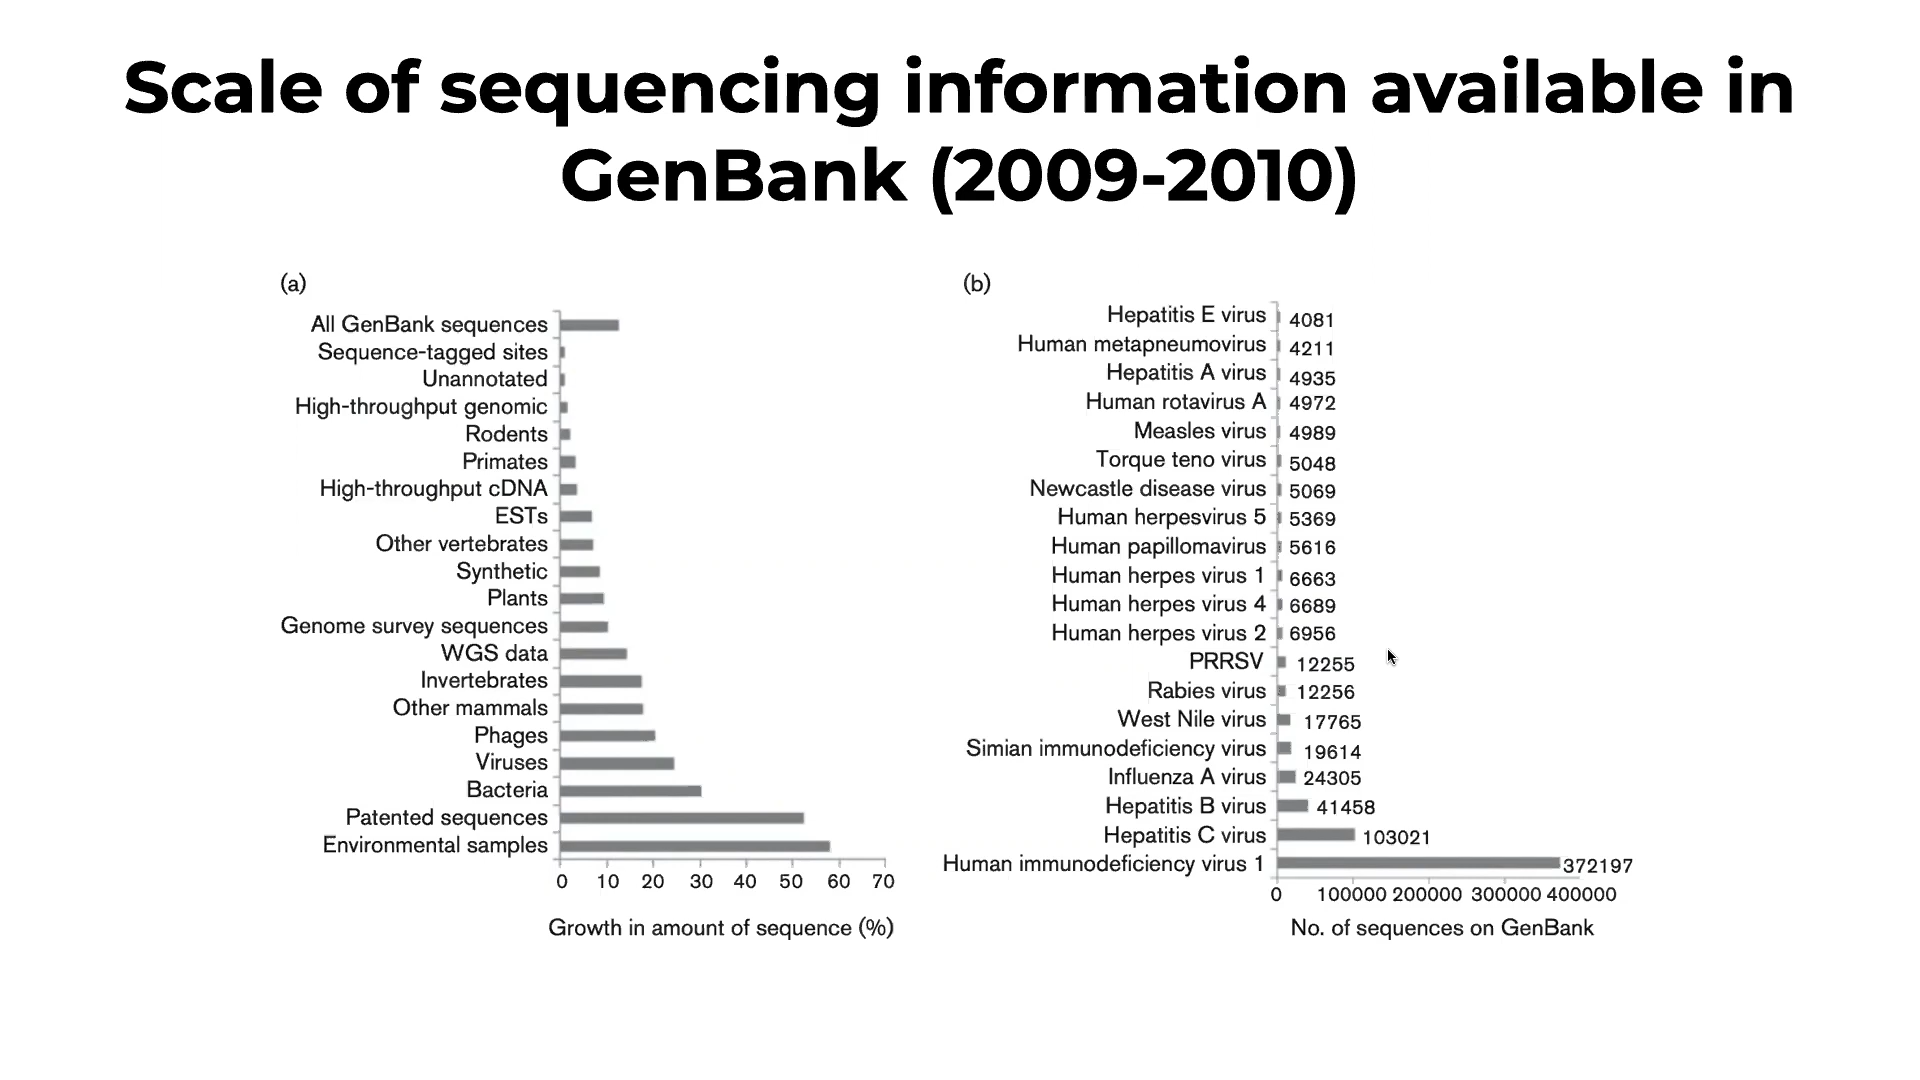 Scale of sequencing information available in
GenBank (2009-2010)
(a)
All GenBank sequences
Sequence-tagged sites
Unannotated
High-throughput genomic
Rodents
Primates
High-throughput cDNA
ESTs
Other vertebrates
Synthetic
Plants
Genome survey sequences
WGS data
Invertebrates
Other mammals
Phages
Viruses
Bacteria
Patented sequences
Environmental samples
0 10 20 30 40 50 60 70
Growth in amount of sequence (%)
(b)
Hepatitis E virus 4081
Human metapneumovirus 4211
Hepatitis A virus 4935
Human rotavirus A 4972
Measles virus 4989
Torque teno virus 5048
Newcastle disease virus 5069
Human herpesvirus 5 5369
Human papillomavirus 5616
Human herpes virus 1 6663
Human herpes virus 4 6689
Human herpes virus 2 6956
PRRSV 12255
Rabies virus 12256
West Nile virus 17765
Simian immunodeficiency virus 19614
Influenza A virus 24305
Hepatitis B virus 41458
Hepatitis C virus 103021
Human immunodeficiency virus 1 372197
0 100000 200000 300000 400000
No. of sequences on GenBank